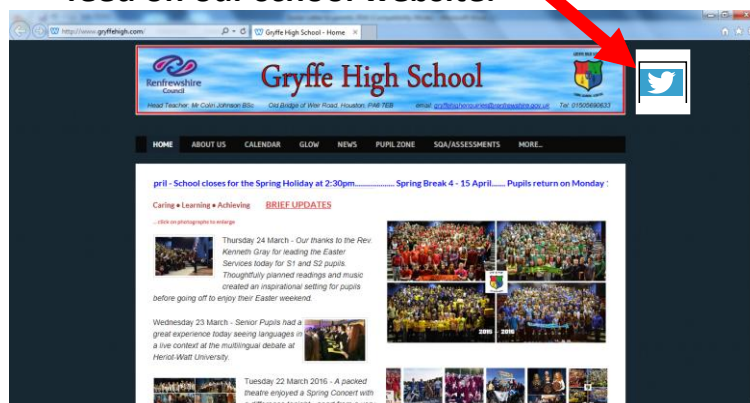 http://www.gryffehigh.com/
Gryffe High School - Home
Renfrewshire
Council
Gryffe High School
Head Teacher: Mr Colin Johnson BSc Old Bridge of Weir Road, Houston, PA6 7EB email: gryffehighenquiries@renfrewshire.gov.uk Tel: 01505690633
HOME ABOUT US CALENDAR GLOW NEWS PUPIL ZONE SQA/ASSESSMENTS MORE...
pril - School closes for the Spring Holiday at 2:30pm................... Spring Break 4 - 15 April....... Pupils return on Monday
Caring • Learning • Achieving BRIEF UPDATES
... click on photographs to enlarge
Thursday 24 March - Our thanks to the Rev.
Kenneth Gray for leading the Easter
Services today for S1 and S2 pupils.
Thoughtfully planned readings and music
created an inspirational setting for pupils
before going off to enjoy their Easter weekend.
Wednesday 23 March - Senior Pupils had a
great experience today seeing languages in
a live context at the multilingual debate at
Heriot-Watt University.
Tuesday 22 March 2016 - A packed
theatre enjoyed a Spring Concert with
2015 - 2016